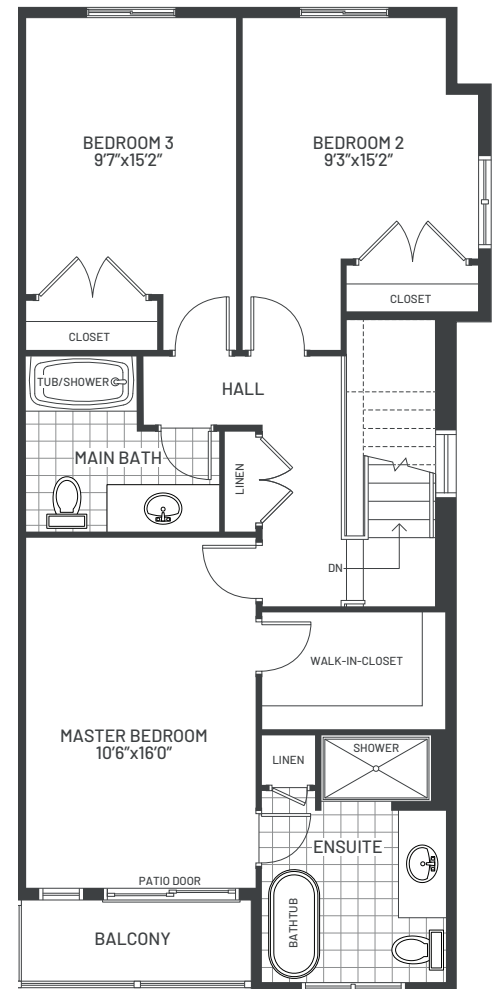 BEDROOM 3
9'7"x15'2"
BEDROOM 2
9'3"x15'2"
CLOSET
CLOSET
TUB/SHOWER
HALL
MAIN BATH
LINEN
DN
WALK-IN-CLOSET
MASTER BEDROOM
10'6"x16'0"
LINEN
SHOWER
ENSUITE
PATIO DOOR
BATHTUB
BALCONY